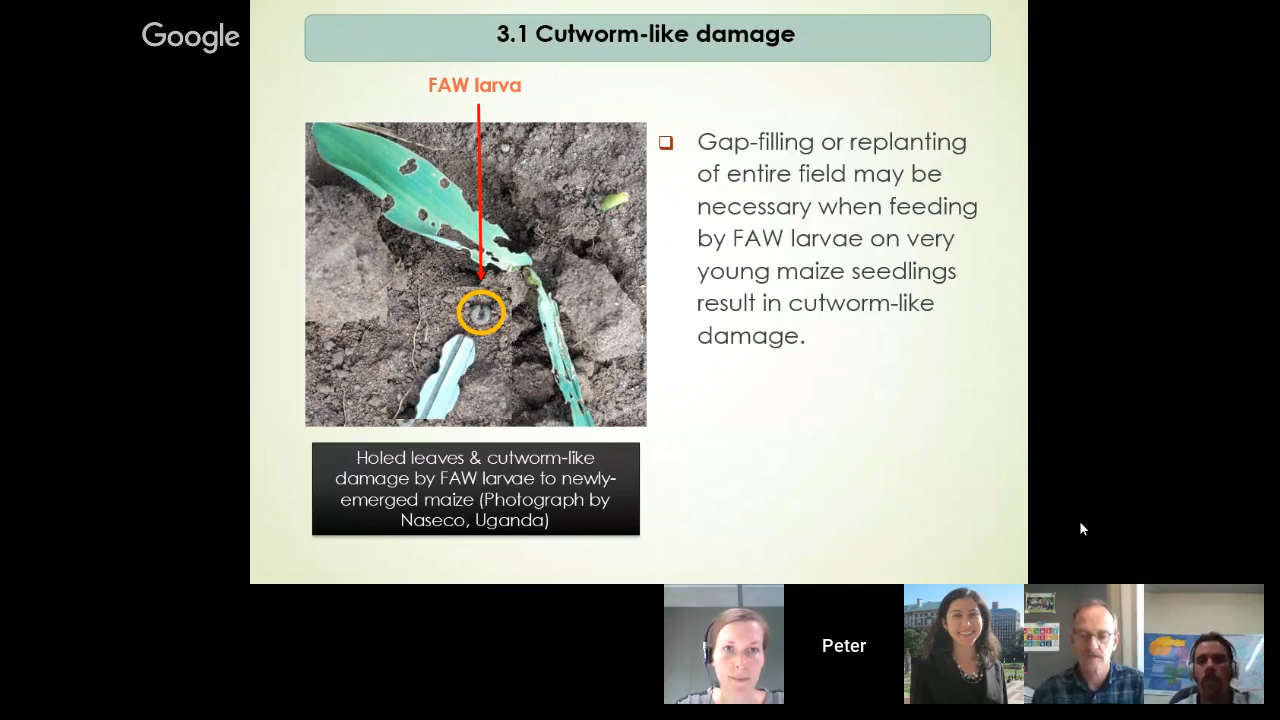 Google
3.1 Cutworm-like damage
FAW larva
Gap-filling or replanting
of entire field may be
necessary when feeding
by FAW larvae on very
young maize seedlings
result in cutworm-like
damage.
Holed leaves & cutworm-like
damage by FAW larvae to newly-
emerged maize (Photograph by
Naseco, Uganda)
Peter